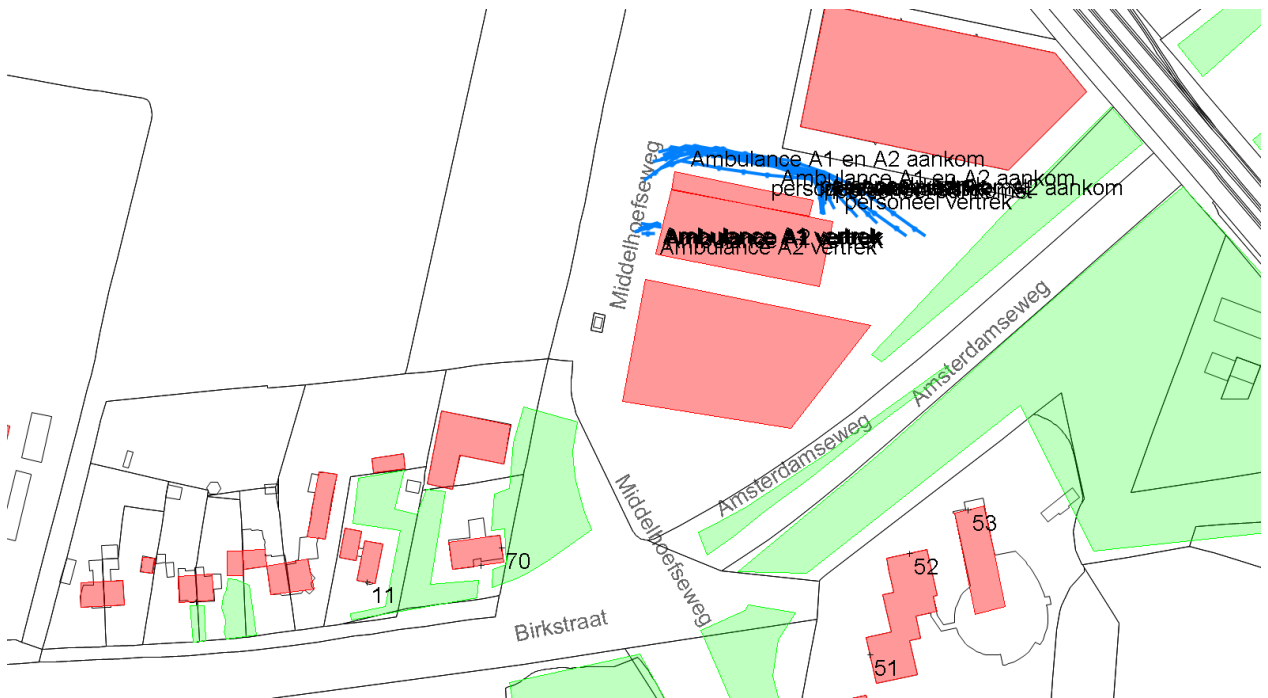 Middelhoefseweg
Ambulance A1 en A2 aankom
Ambulance A1 en A2 aankom
personeel vertrek
Ambulance A1 vertrek
Ambulance A2 vertrek
Amsterdamseweg
Amsterdamseweg
Middelhoefseweg
Birkstraat
70
11
53
52
51